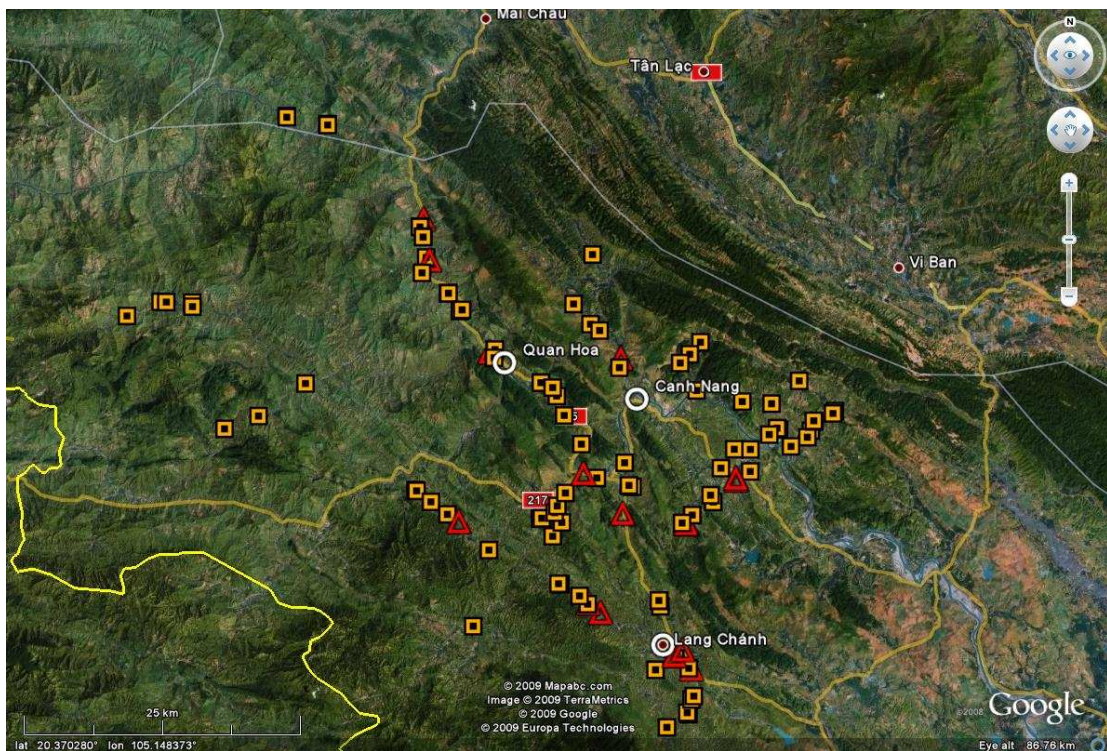 Mai Châu
N
Tân Lạc
Vi Ban
Quan Hoa
Canh Nang
217
Lang Chánh
© 2009 Mapabc.com
Image © 2009 TerraMetrics
© 2009 Google
© 2009 Europa Technologies
©2008 Google
25 km
lat 20.370280° lon 105.148373°
Eye alt 86.76 km